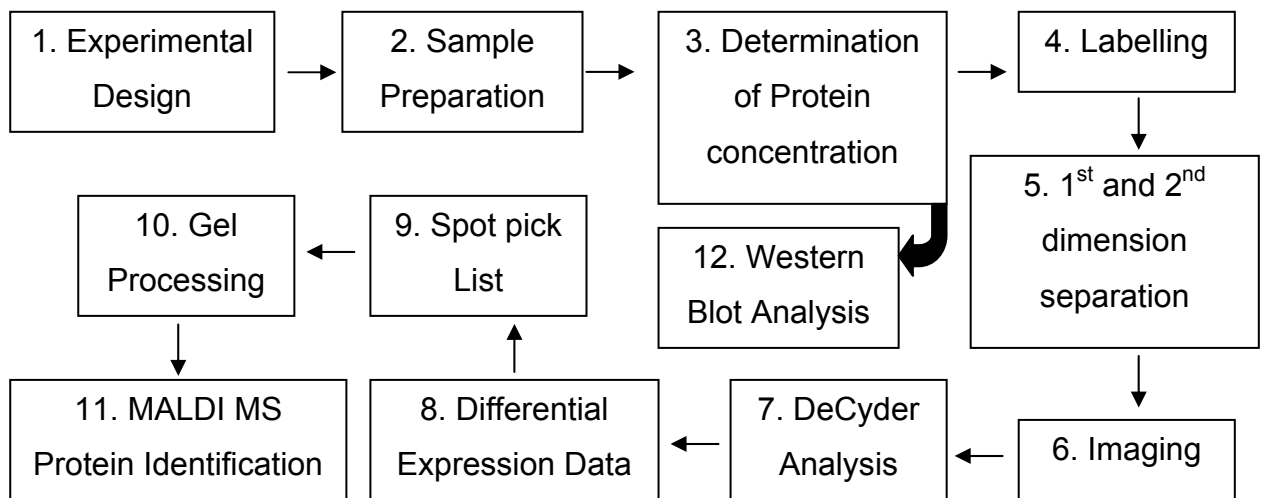 1. Experimental
Design
2. Sample
Preparation
3. Determination
of Protein
concentration
4. Labelling
5. 1st and 2nd
dimension
separation
6. Imaging
7. DeCyder
Analysis
8. Differential
Expression Data
9. Spot pick
List
10. Gel
Processing
11. MALDI MS
Protein Identification
12. Western
Blot Analysis